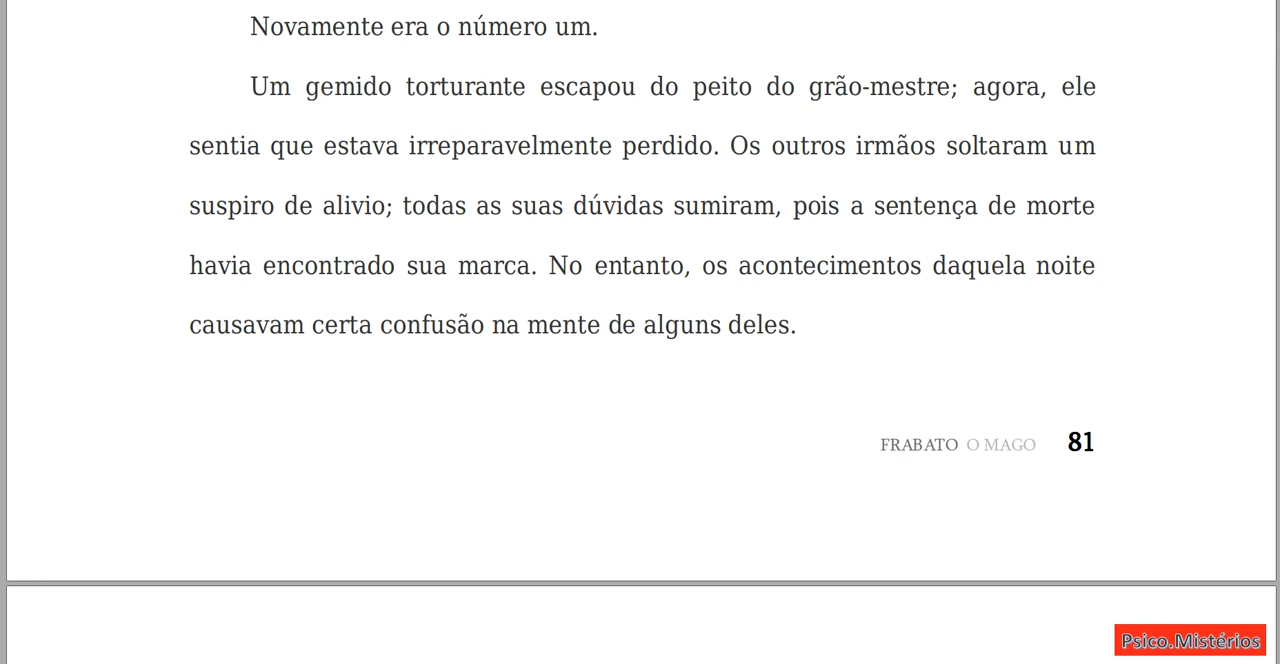 Novamente era o número um.
Um gemido torturante escapou do peito do grão-mestre; agora, ele
sentia que estava irreparavelmente perdido. Os outros irmãos soltaram um
suspiro de alivio; todas as suas dúvidas sumiram, pois a sentença de morte
havia encontrado sua marca. No entanto, os acontecimentos daquela noite
causavam certa confusão na mente de alguns deles.
FRABATO O MAGO 81
Psico.Mistérios